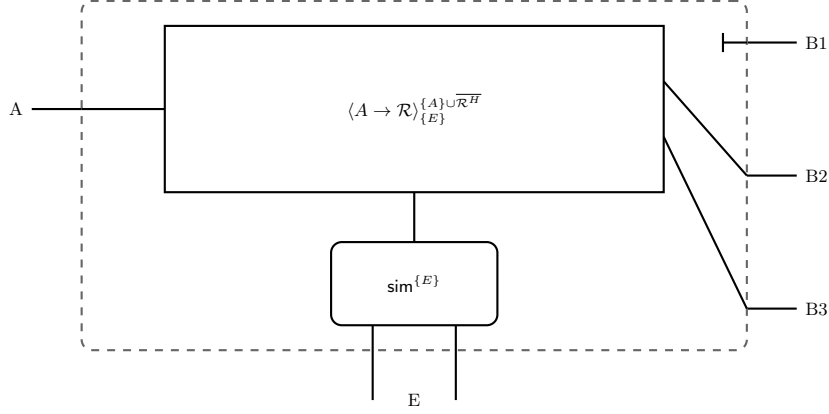 B1
A
⟨A → ℛ⟩^{{A}∪\overline{ℛ^H}}_{{E}}
B2
sim^{{E}}
B3
E